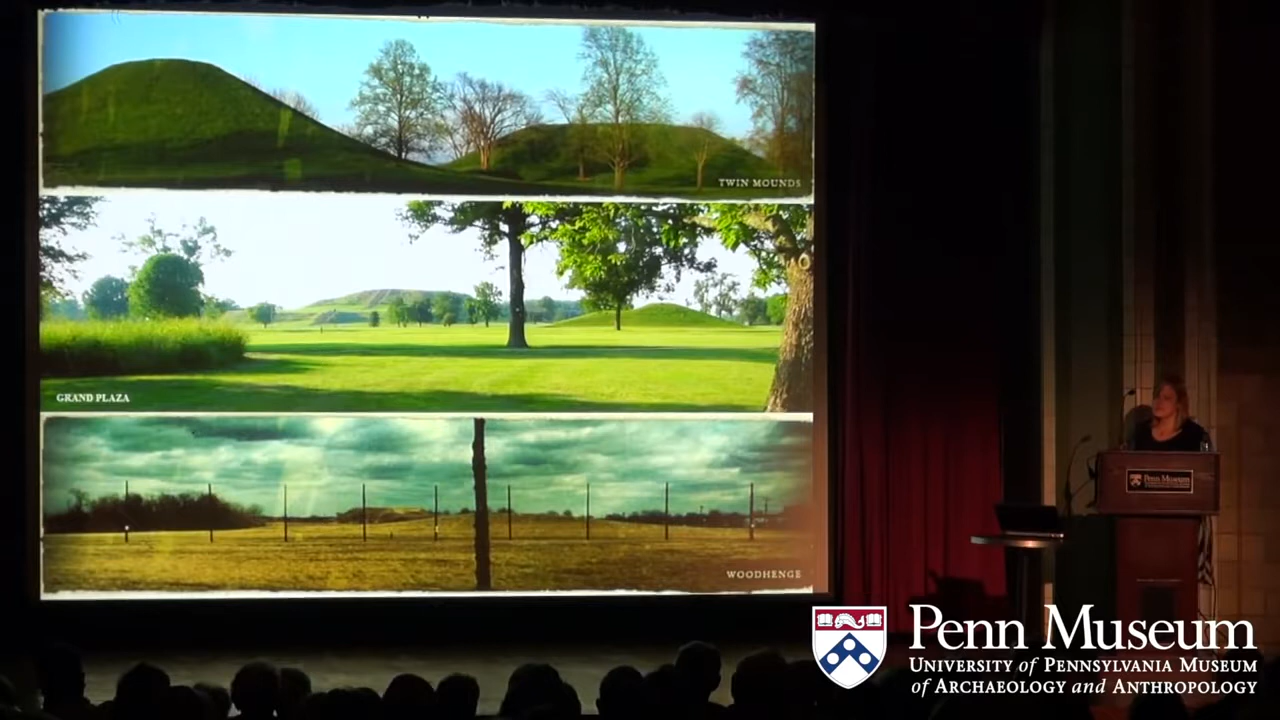 TWIN MOUNDS
GRAND PLAZA
WOODHENGE
Penn Museum
Penn Museum
UNIVERSITY of PENNSYLVANIA MUSEUM
of ARCHAEOLOGY and ANTHROPOLOGY